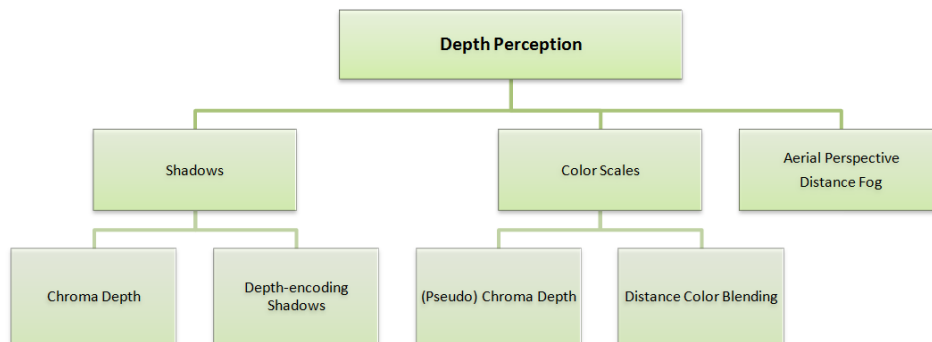 Depth Perception
Shadows
Color Scales
Aerial Perspective
Distance Fog
Chroma Depth
Depth-encoding
Shadows
(Pseudo) Chroma Depth
Distance Color Blending